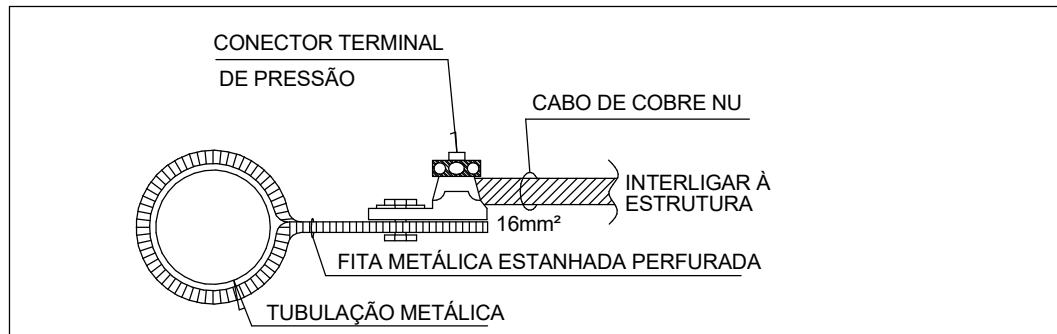 CONECTOR TERMINAL
DE PRESSÃO
CABO DE COBRE NU
INTERLIGAR À
ESTRUTURA
16mm²
FITA METÁLICA ESTANHADA PERFURADA
TUBULAÇÃO METÁLICA